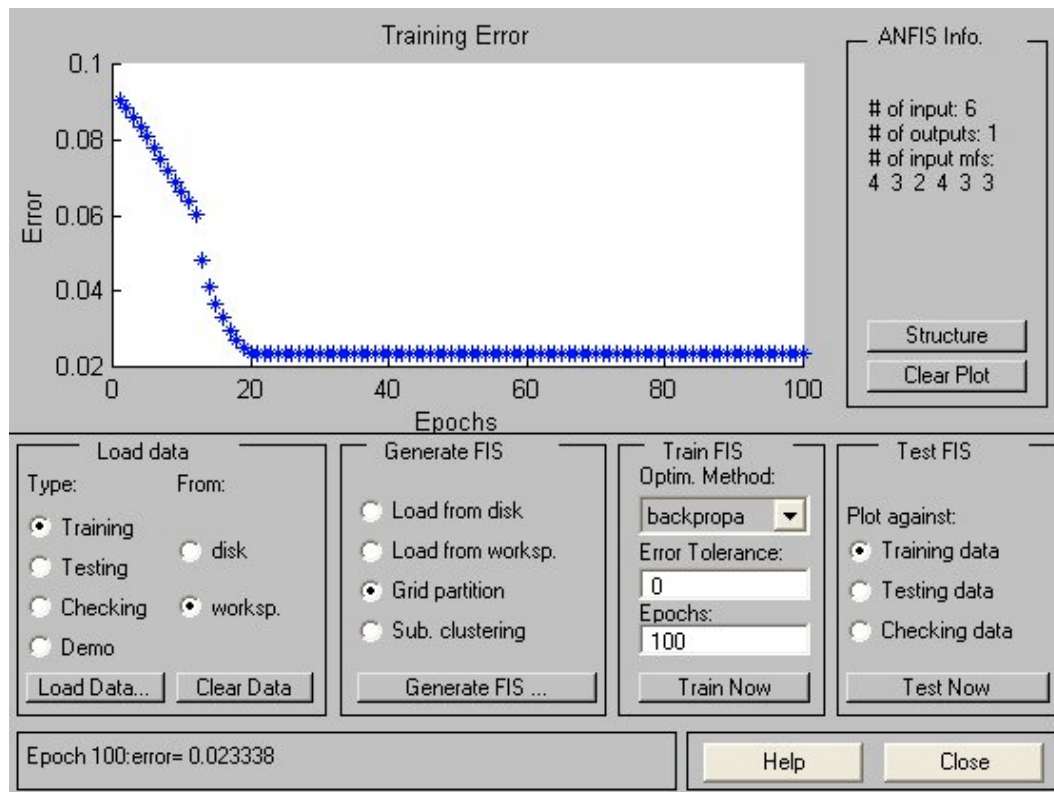 Training Error
0.1
0.08
0.06
0.04
0.02
Error
0 20 40 60 80 100
Epochs
ANFIS Info.
# of input: 6
# of outputs: 1
# of input mfs:
4 3 2 4 3 3
Structure
Clear Plot
Load data
Type: From:
Training
Testing
Checking
Demo
disk
worksp.
Load Data... Clear Data
Generate FIS
Load from disk
Load from worksp.
Grid partition
Sub. clustering
Generate FIS ...
Train FIS
Optim. Method:
backpropa
Error Tolerance:
0
Epochs:
100
Train Now
Test FIS
Plot against:
Training data
Testing data
Checking data
Test Now
Epoch 100:error= 0.023338
Help Close